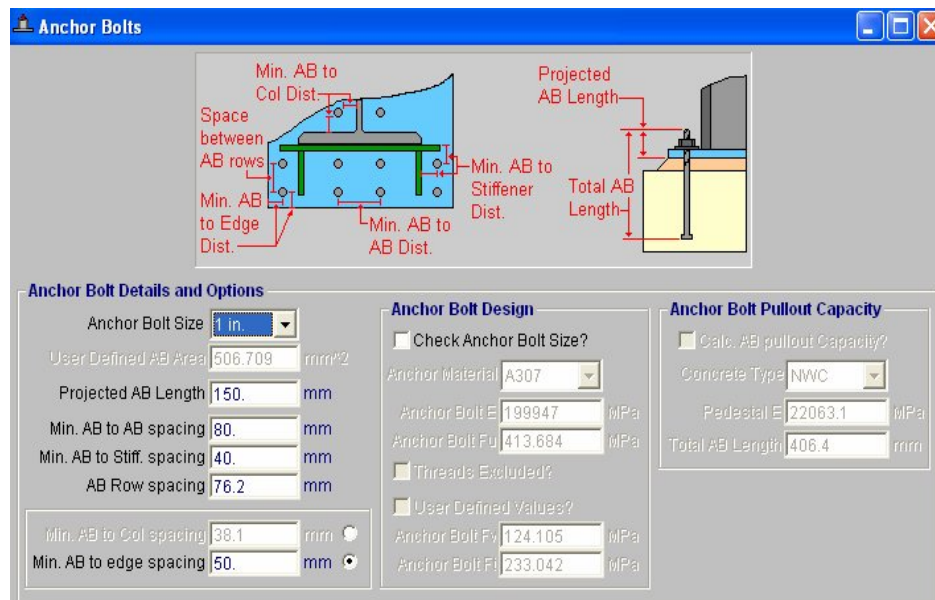 Anchor Bolts
Min. AB to
Col Dist.
Space
between
AB rows
Min. AB
to Edge
Dist.
Min. AB to
AB Dist.
Min. AB to
Stiffener
Dist.
Projected
AB Length
Total AB
Length
Anchor Bolt Details and Options
Anchor Bolt Size 1 in.
User Defined AB Area 506.709 mm^2
Projected AB Length 150. mm
Min. AB to AB spacing 80. mm
Min. AB to Stiff. spacing 40. mm
AB Row spacing 76.2 mm
Min. AB to Col spacing 38.1 mm
Min. AB to edge spacing 50. mm
Anchor Bolt Design
Check Anchor Bolt Size?
Anchor Material A307
Anchor Bolt E 199947 MPa
Anchor Bolt Fu 413.684 MPa
Threads Excluded?
User Defined Values?
Anchor Bolt Fv 124.105 MPa
Anchor Bolt Ft 233.042 MPa
Anchor Bolt Pullout Capacity
Calc. AB pullout Capacity?
Concrete Type NWC
Pedestal E 22063.1 MPa
Total AB Length 406.4 mm